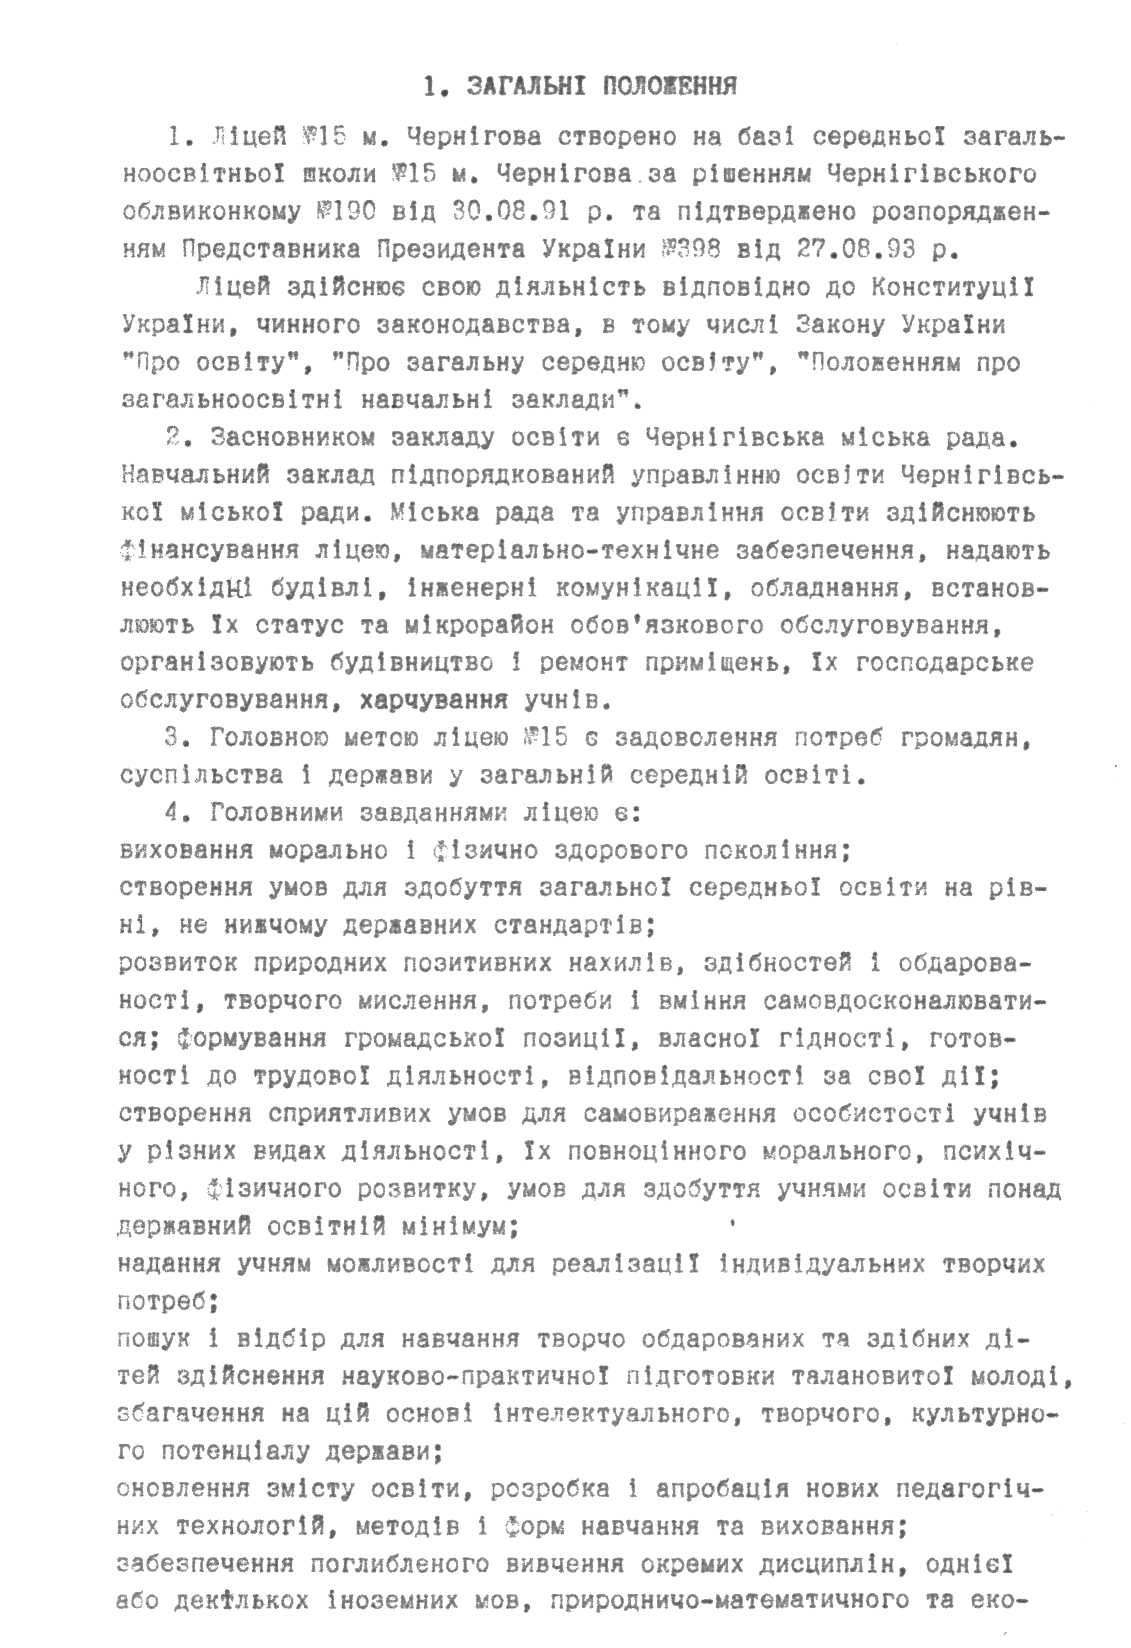 1. ЗАГАЛЬНІ ПОЛОЖЕННЯ
1. Ліцей №15 м. Чернігова створено на базі середньої загаль-
ноосвітньої школи №15 м. Чернігова за рішенням Чернігівського
облвиконкому №190 від 30.08.91 р. та підтверджено розпоряджен-
ням Представника Президента України №398 від 27.08.93 р.
Ліцей здійснює свою діяльність відповідно до Конституції
України, чинного законодавства, в тому числі Закону України
"Про освіту", "Про загальну середню освіту", "Положенням про
загальноосвітні навчальні заклади".
2. Засновником закладу освіти є Чернігівська міська рада.
Навчальний заклад підпорядкований управлінню освіти Чернігівсь-
кої міської ради. Міська рада та управління освіти здійснюють
фінансування ліцею, матеріально-технічне забезпечення, надають
необхідні будівлі, інженерні комунікації, обладнання, встанов-
люють їх статус та мікрорайон обов'язкового обслуговування,
організовують будівництво і ремонт приміщень, їх господарське
обслуговування, харчування учнів.
3. Головною метою ліцею №15 є задоволення потреб громадян,
суспільства і держави у загальній середній освіті.
4. Головними завданнями ліцею є:
виховання морально і фізично здорового покоління;
створення умов для здобуття загальної середньої освіти на рів-
ні, не нижчому державних стандартів;
розвиток природних позитивних нахилів, здібностей і обдарова-
ності, творчого мислення, потреби і вміння самовдосконалювати-
ся; формування громадської позиції, власної гідності, готов-
ності до трудової діяльності, відповідальності за свої дії;
створення сприятливих умов для самовираження особистості учнів
у різних видах діяльності, їх повноцінного морального, психіч-
ного, фізичного розвитку, умов для здобуття учнями освіти понад
державний освітній мінімум;
надання учням можливості для реалізації індивідуальних творчих
потреб;
пошук і відбір для навчання творчо обдарованих та здібних ді-
тей здійснення науково-практичної підготовки талановитої молоді,
збагачення на цій основі інтелектуального, творчого, культурно-
го потенціалу держави;
оновлення змісту освіти, розробка і апробація нових педагогіч-
них технологій, методів і форм навчання та виховання;
забезпечення поглибленого вивчення окремих дисциплін, однієї
або декількох іноземних мов, природничо-математичного та еко-